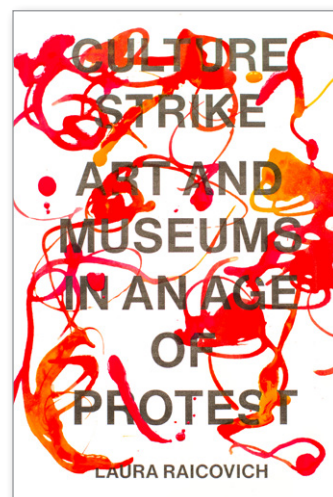 CULTURE
STRIKE
ART AND
MUSEUMS
IN AN AGE
OF
PROTEST
LAURA RAICOVICH